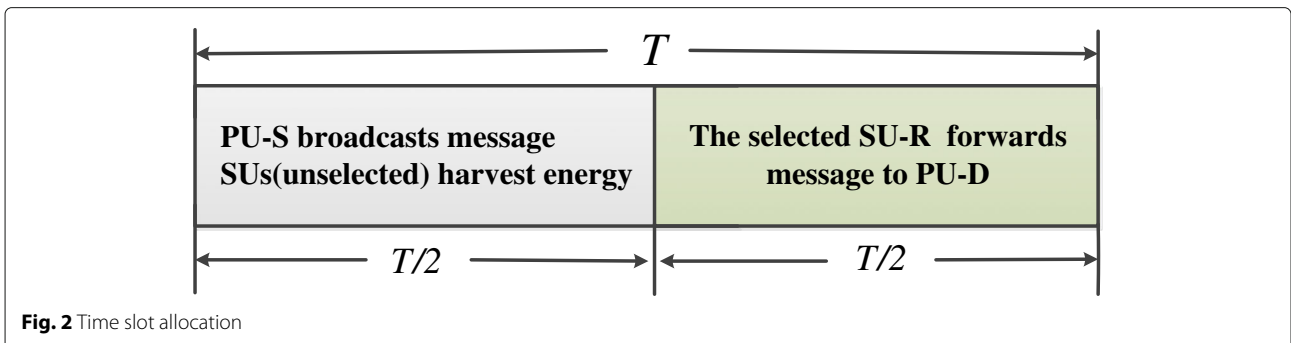 T
PU-S broadcasts message
SUs(unselected) harvest energy
The selected SU-R forwards
message to PU-D
T/2
T/2
Fig. 2 Time slot allocation